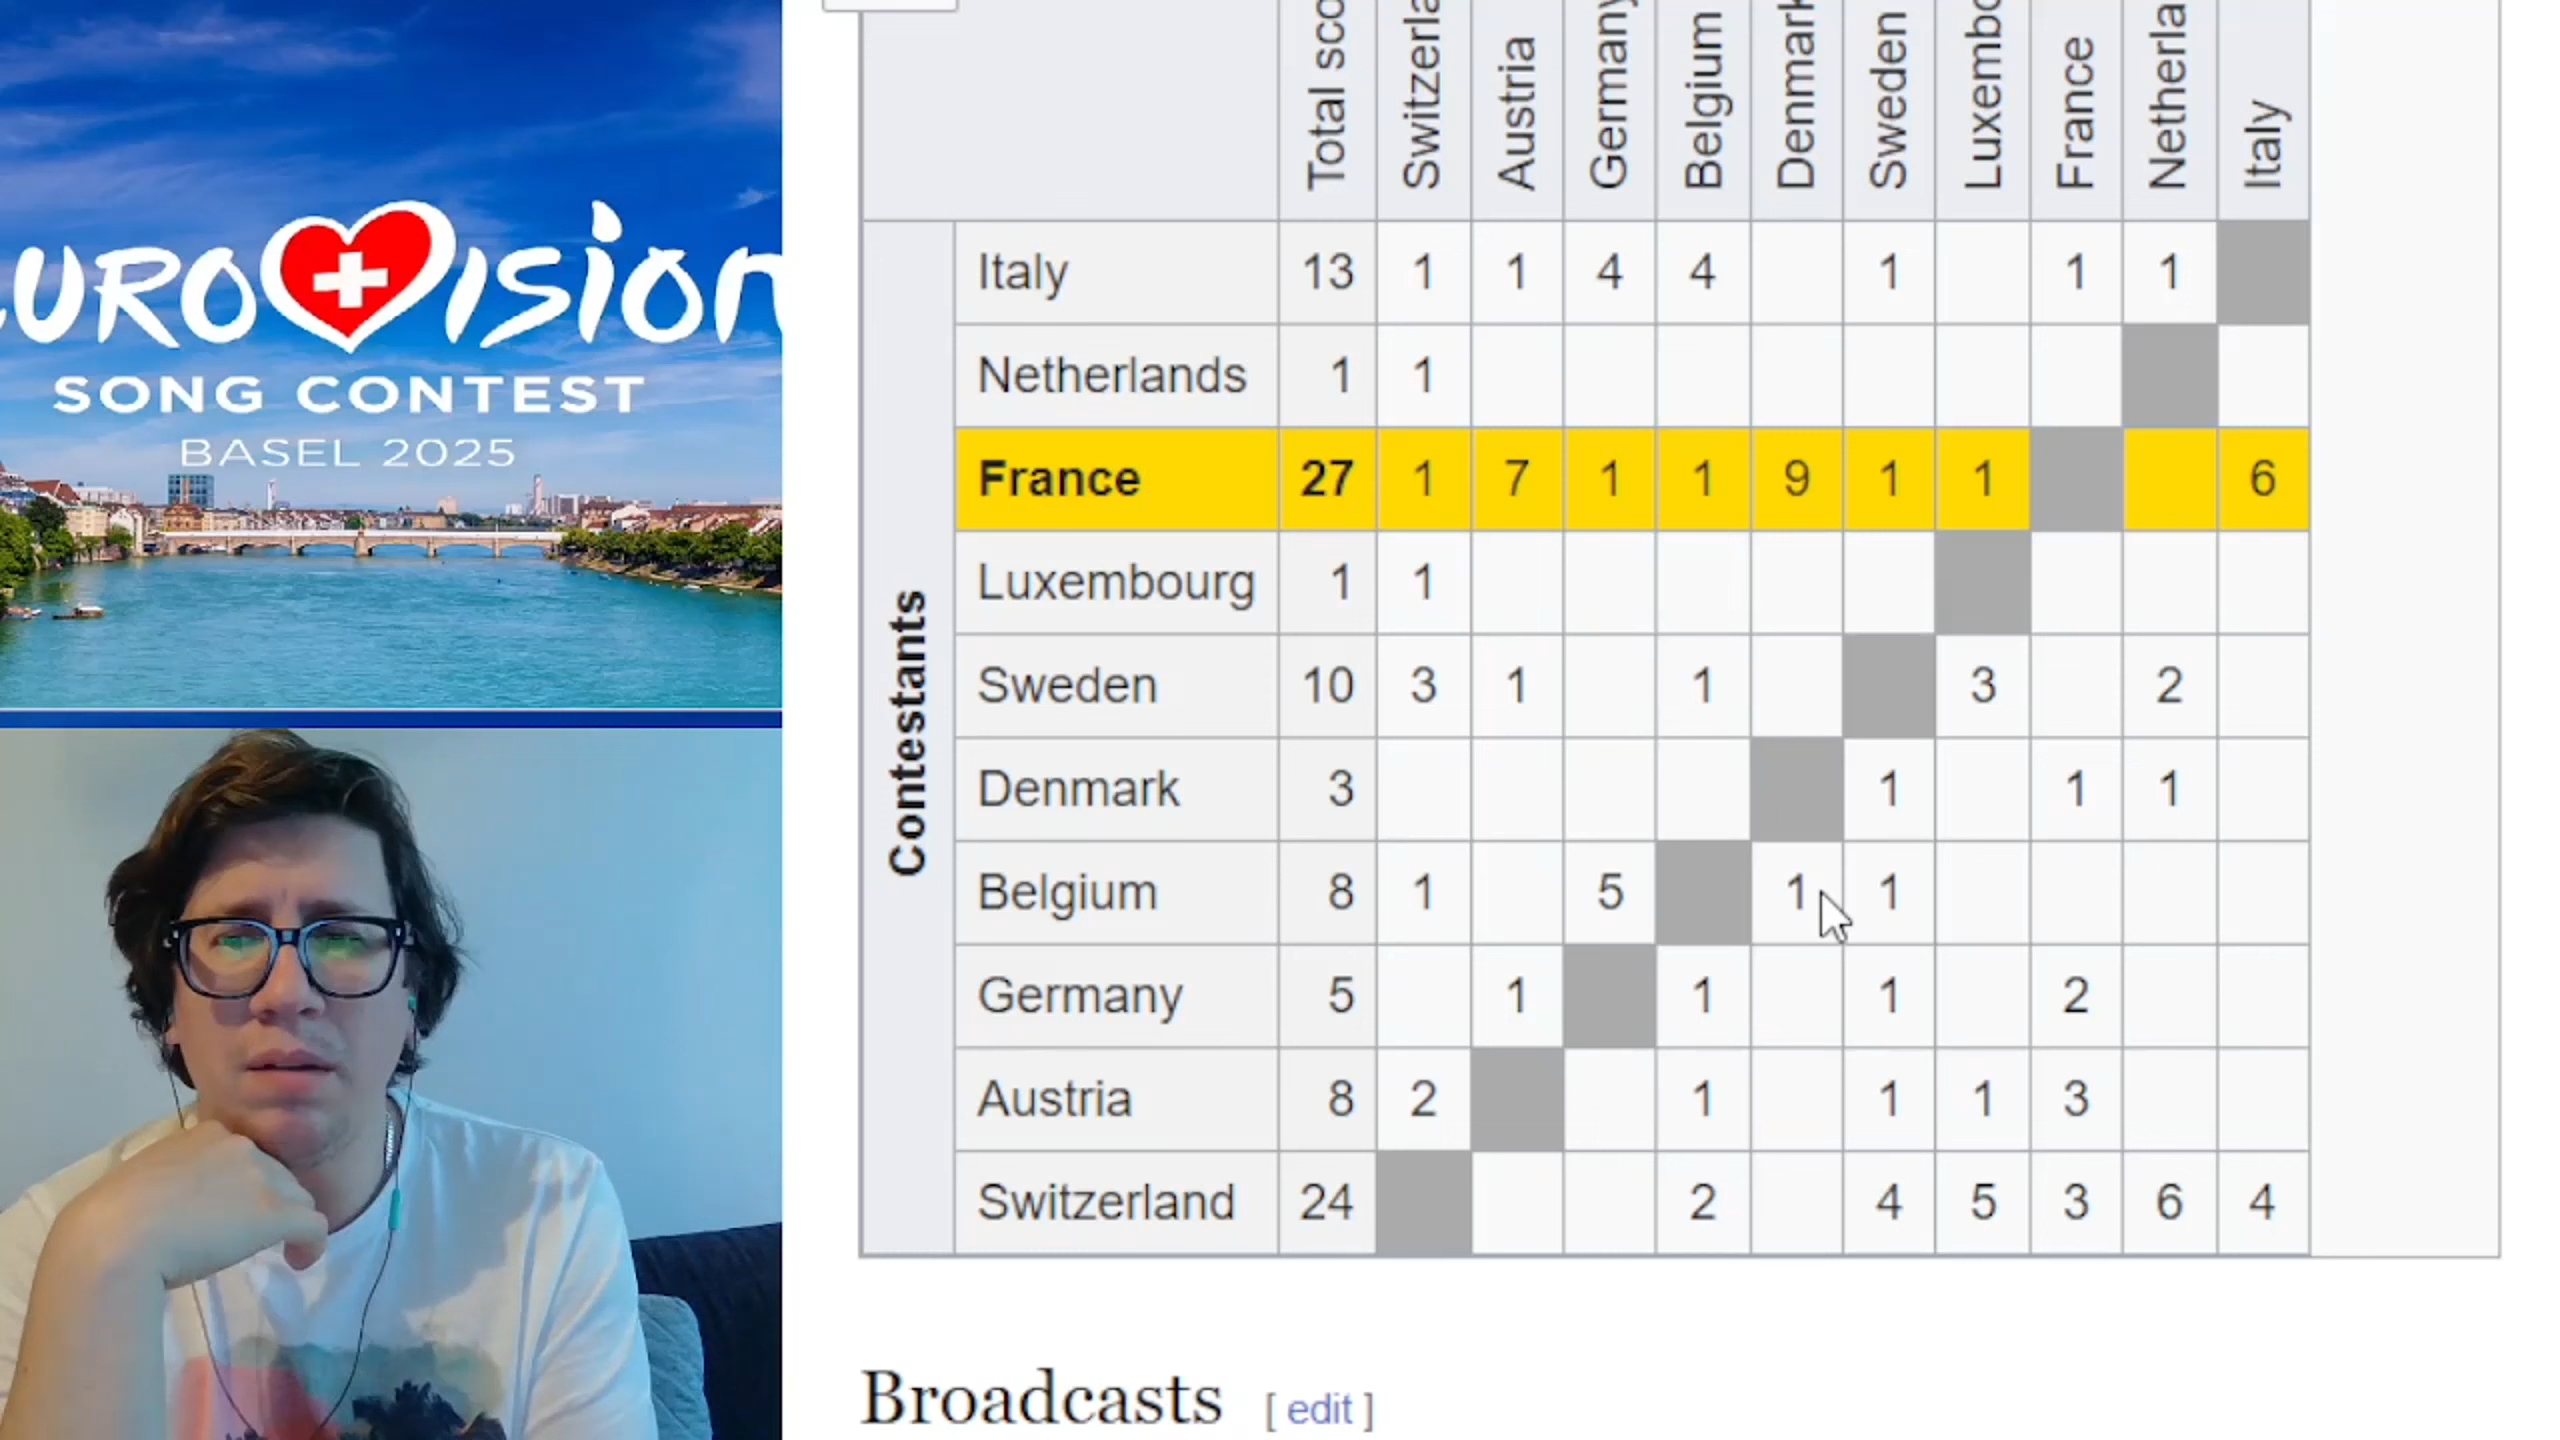 UROVISION
SONG CONTEST
BASEL 2025
Total sco Switzerla Austria Germany Belgium Denmark Sweden Luxembo France Netherla Italy
Contestants
Italy 13 1 1 4 4 1 1 1
Netherlands 1 1
France 27 1 7 1 1 9 1 1 6
Luxembourg 1 1
Sweden 10 3 1 1 3 2
Denmark 3 1 1 1
Belgium 8 1 5 1 1
Germany 5 1 1 1 2
Austria 8 2 1 1 1 3
Switzerland 24 2 4 5 3 6 4
Broadcasts [ edit ]